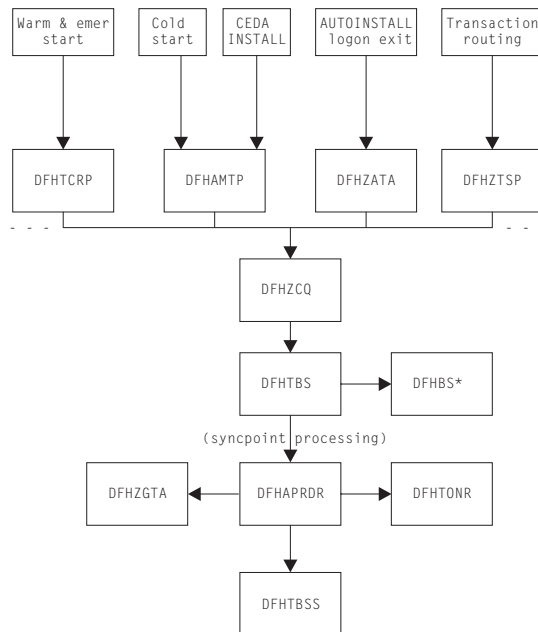 Warm & emer
start
Cold
start
CEDA
INSTALL
AUTOINSTALL
logon exit
Transaction
routing
DFHTCRP
DFHAMTP
DFHZATA
DFHZTSP
DFHZCQ
DFHTBS
DFHBS*
(syncpoint processing)
DFHZGTA
DFHAPRDR
DFHTONR
DFHTBSS